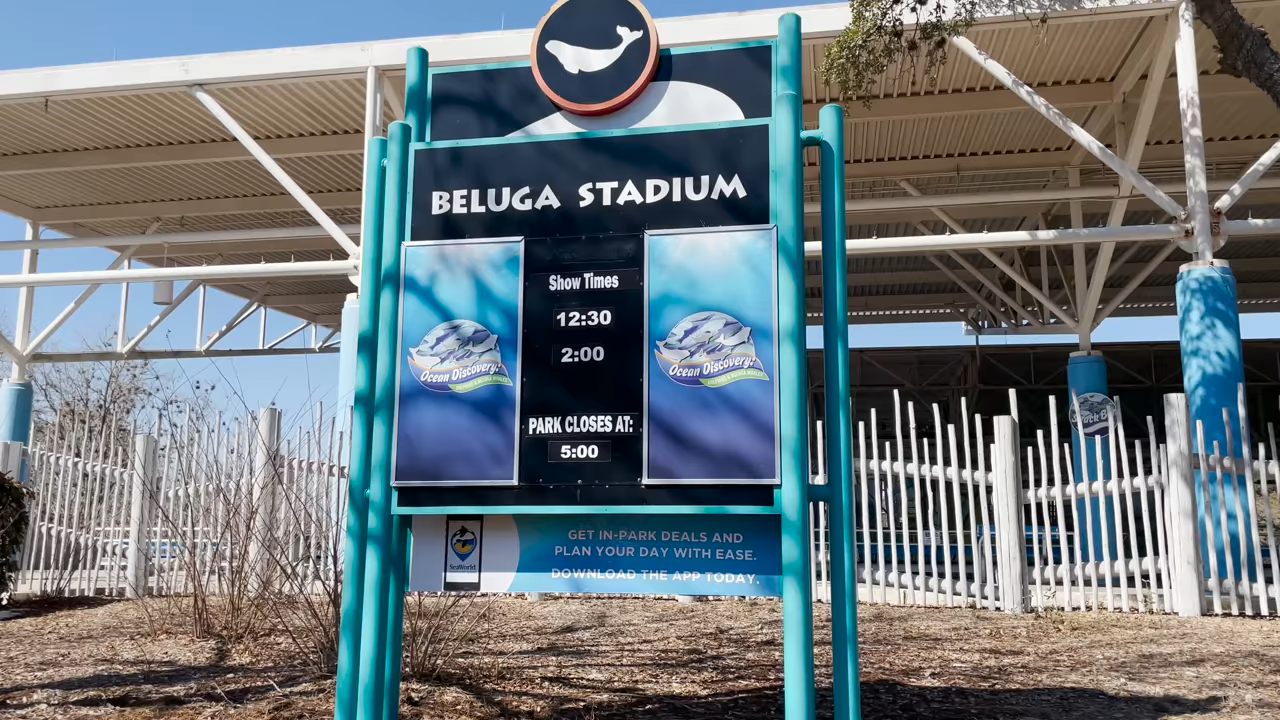 BELUGA STADIUM
Show Times
12:30
2:00
PARK CLOSES AT:
5:00
Ocean Discovery:
Ocean Discovery:
GET IN-PARK DEALS AND
PLAN YOUR DAY WITH EASE.
DOWNLOAD THE APP TODAY.
SeaWorld